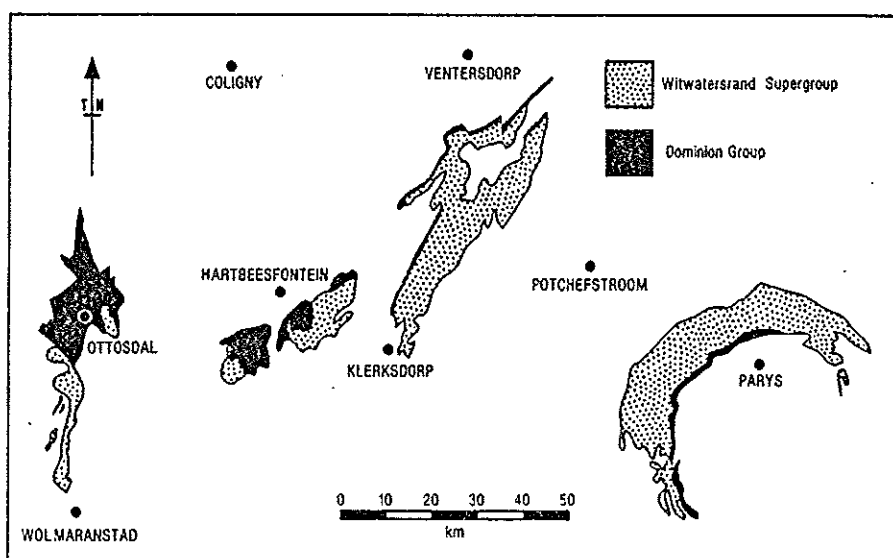 COLIGNY
VENTERSDORP
Witwatersrand Supergroup
T N
Dominion Group
HARTBEESFONTEIN
POTCHEFSTROOM
OTTOSDAL
KLERKSDORP
PARYS
0 10 20 30 40 50
km
WOLMARANSTAD